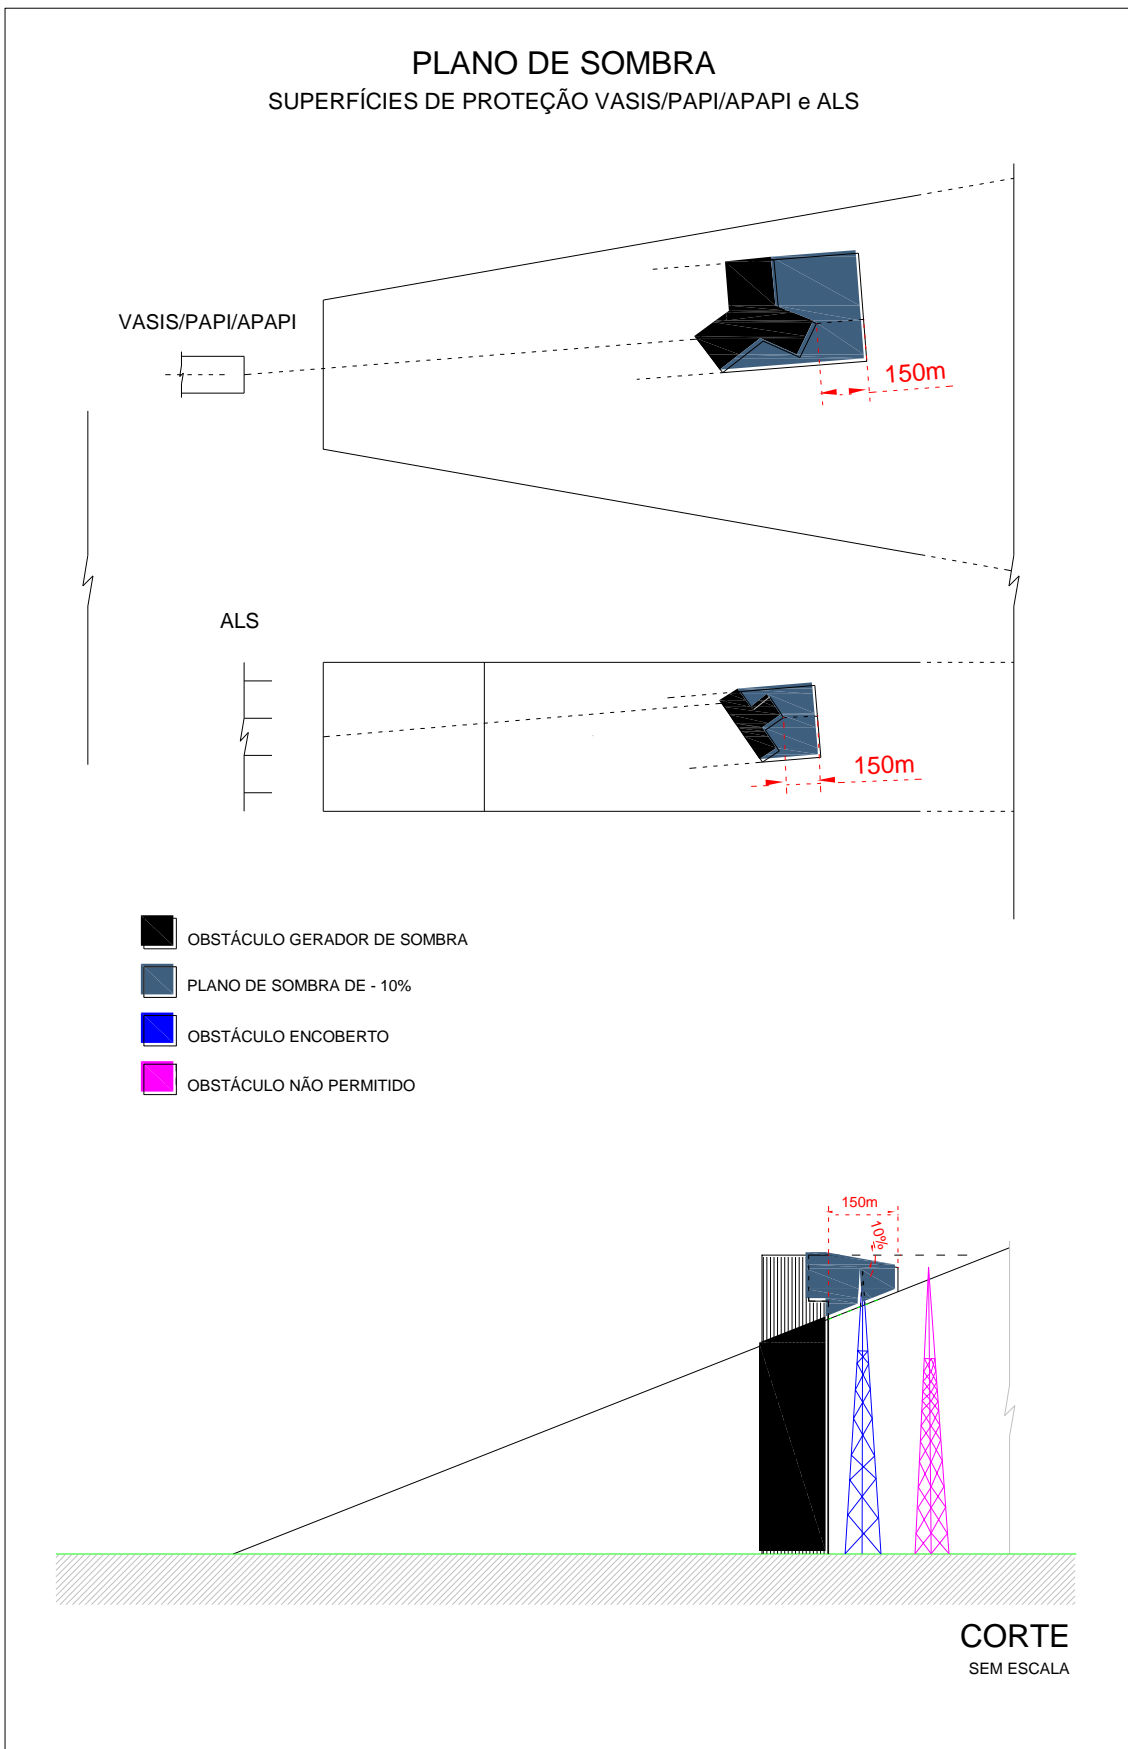 PLANO DE SOMBRA
SUPERFÍCIES DE PROTEÇÃO VASIS/PAPI/APAPI e ALS
VASIS/PAPI/APAPI
150m
ALS
150m
OBSTÁCULO GERADOR DE SOMBRA
PLANO DE SOMBRA DE - 10%
OBSTÁCULO ENCOBERTO
OBSTÁCULO NÃO PERMITIDO
150m
10%
CORTE
SEM ESCALA